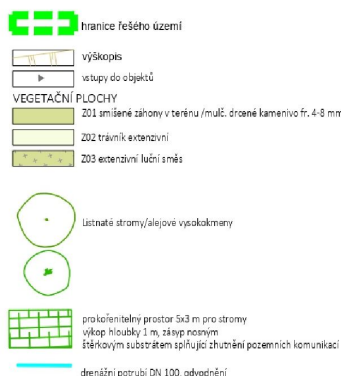 hranice řešého území
výškopis
vstupy do objektů
VEGETAČNÍ PLOCHY
Z01 smíšené záhony v terénu /mulč. drcené kamenivo fr. 4-8 mm
Z02 trávník extenzivní
Z03 extenzivní luční směs
Listnaté stromy/alejové vysokokmeny
prokořenitelný prostor 5x3 m pro stromy
výkop hloubky 1 m, zásyp nosným
štěrkovým substrátem splňující zhutnění pozemních komunikací
drenážní potrubí DN 100, odvodnění